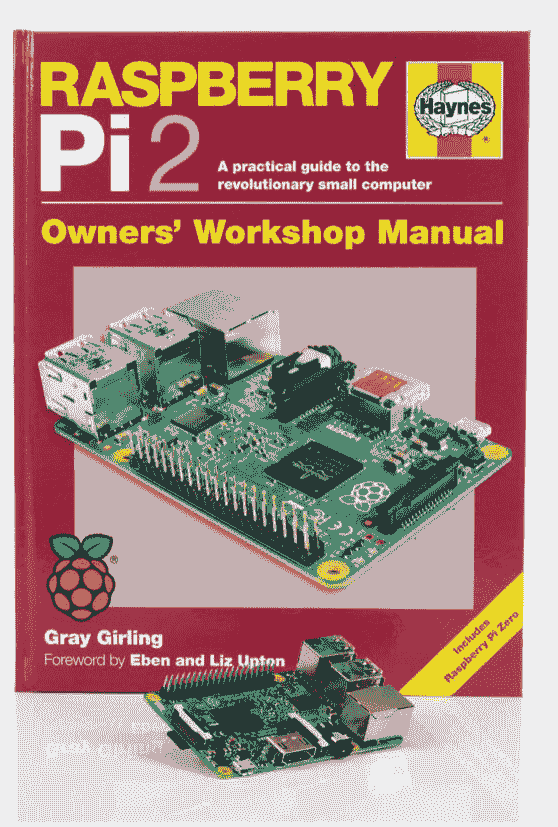 RASPBERRY
Pi 2
Haynes
®
A practical guide to the
revolutionary small computer
Owners' Workshop Manual
®
Gray Girling
Foreword by Eben and Liz Upton
Includes
Raspberry Pi Zero